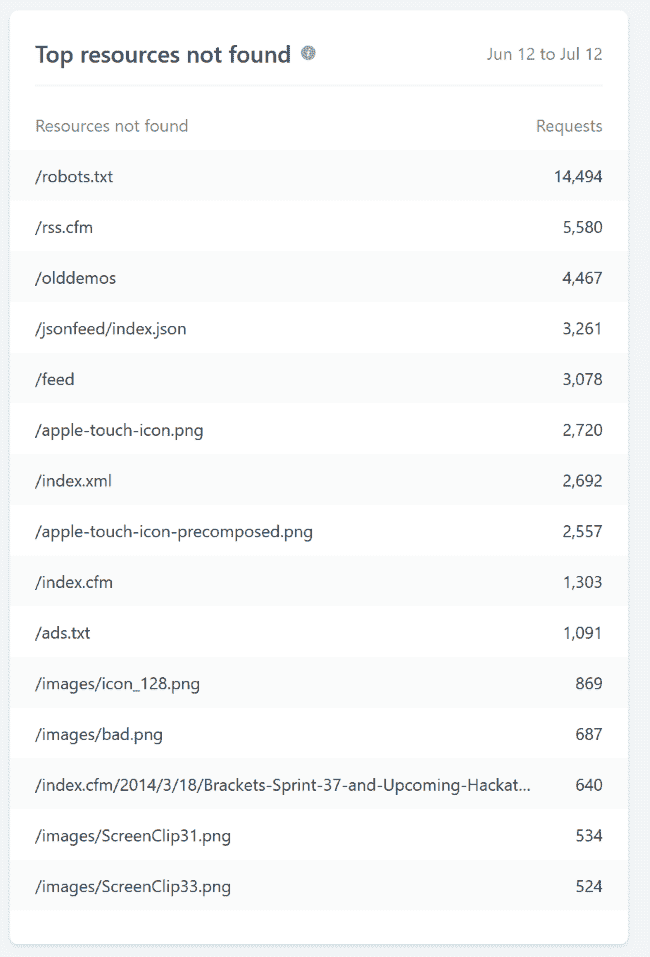 Top resources not found Jun 12 to Jul 12
Resources not found Requests
/robots.txt 14,494
/rss.cfm 5,580
/olddemos 4,467
/jsonfeed/index.json 3,261
/feed 3,078
/apple-touch-icon.png 2,720
/index.xml 2,692
/apple-touch-icon-precomposed.png 2,557
/index.cfm 1,303
/ads.txt 1,091
/images/icon_128.png 869
/images/bad.png 687
/index.cfm/2014/3/18/Brackets-Sprint-37-and-Upcoming-Hackat... 640
/images/ScreenClip31.png 534
/images/ScreenClip33.png 524